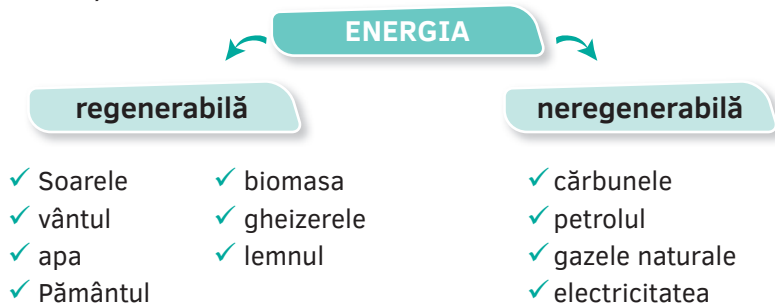 ENERGIA
regenerabilă
neregenerabilă
Soarele
vântul
apa
Pământul
biomasa
gheizerele
lemnul
cărbunele
petrolul
gazele naturale
electricitatea